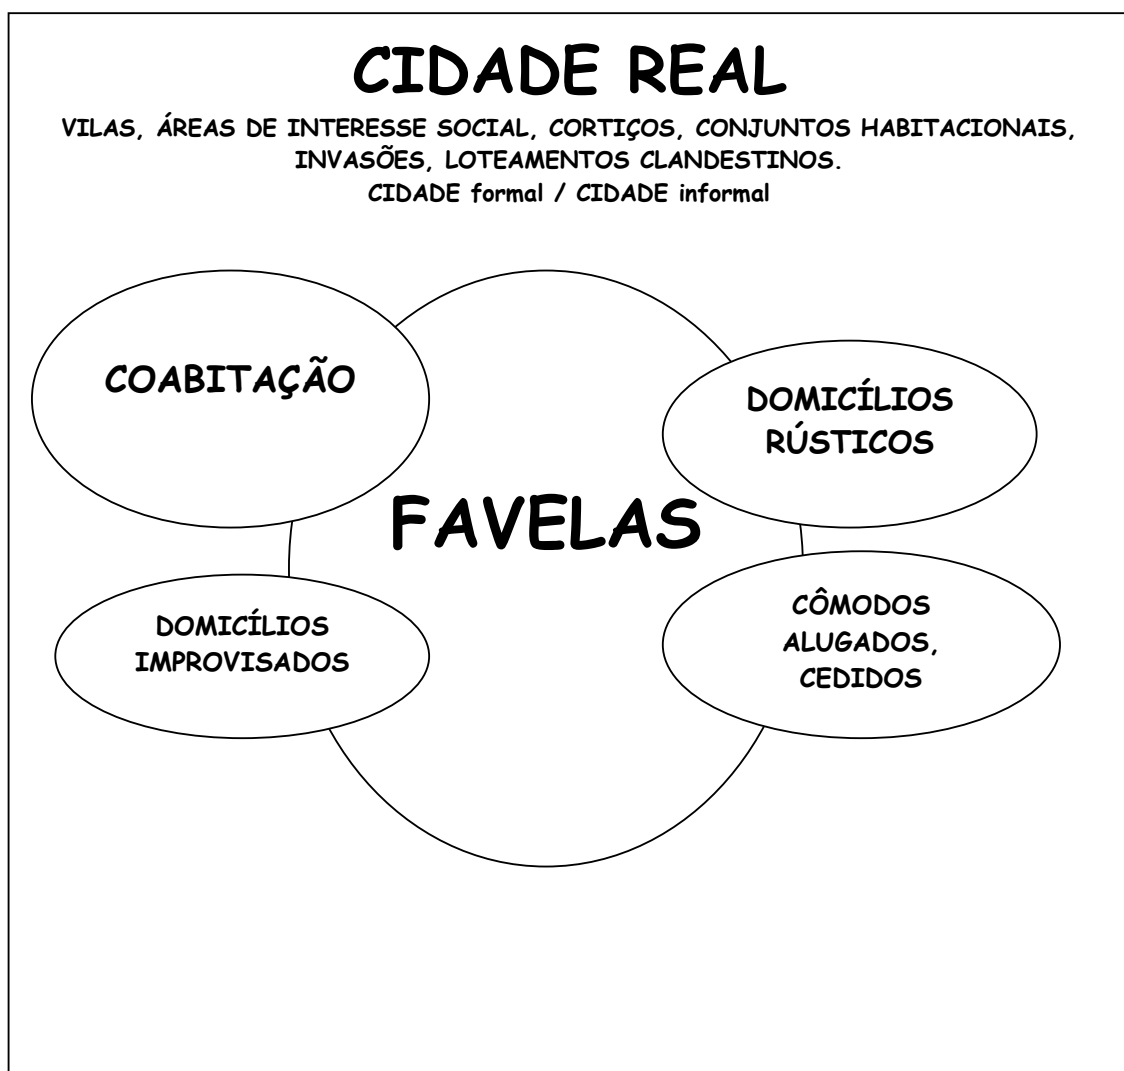 CIDADE REAL
VILAS, ÁREAS DE INTERESSE SOCIAL, CORTIÇOS, CONJUNTOS HABITACIONAIS,
INVASÕES, LOTEAMENTOS CLANDESTINOS.
CIDADE formal / CIDADE informal
COABITAÇÃO
DOMICÍLIOS
RÚSTICOS
FAVELAS
DOMICÍLIOS
IMPROVISADOS
CÔMODOS
ALUGADOS,
CEDIDOS